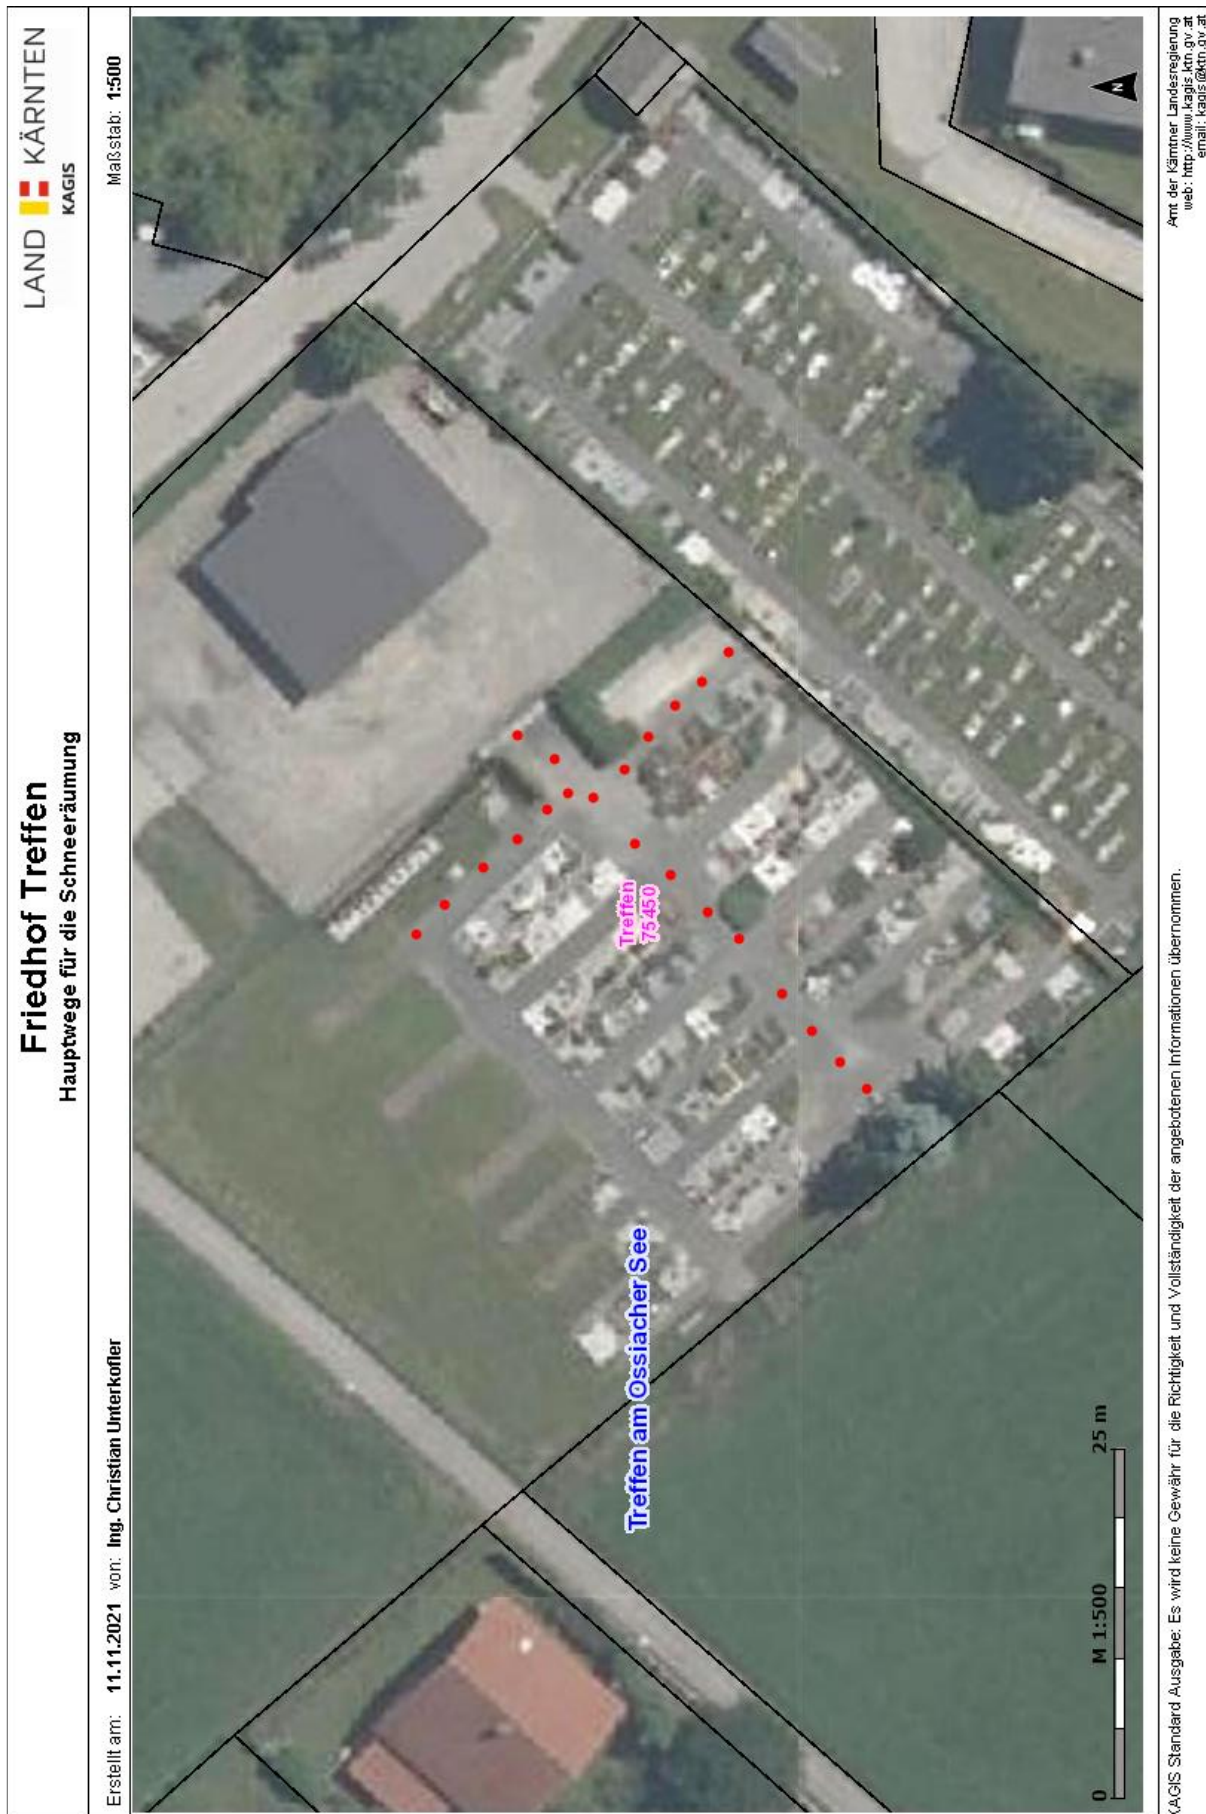 Friedhof Treffen
Hauptwege für die Schneeräumung
LAND KÄRNTEN
KAGIS
Erstellt am: 11.11.2021 von: Ing. Christian Unterkofler
Maßstab: 1:500
Treffen
75450
Treffen am Ossiacher See
N
0 M 1:500 25 m
KAGIS Standard Ausgabe: Es wird keine Gewähr für die Richtigkeit und Vollständigkeit der angebotenen Informationen übernommen.
Amt der Kärntner Landesregierung
web: http://www.kagis.ktn.gv.at
email: kagis@ktn.gv.at